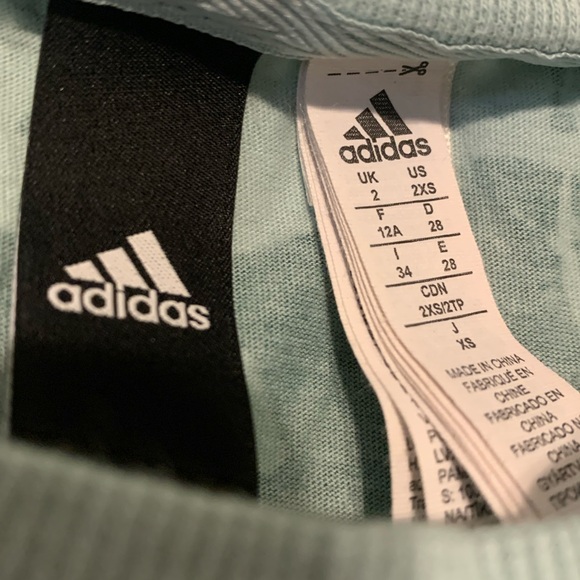 adidas
adidas
UK US
2 2XS
F D
12A 28
I E
34 28
CDN
2XS/2TP
J
XS
MADE IN CHINA
FABRIQUÉ EN
CHINE
FABRICADO EN
CHINA
FABRICADO N